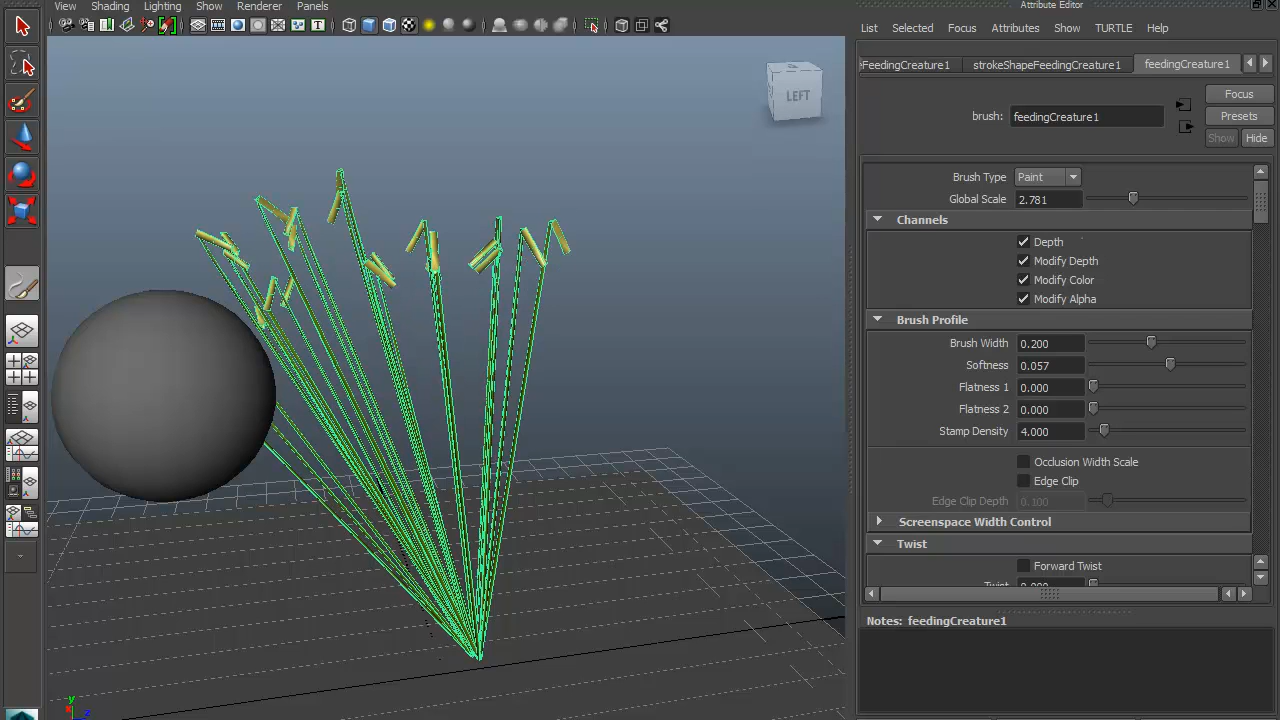 Attribute Editor
View Shading Lighting Show Renderer Panels
List Selected Focus Attributes Show TURTLE Help
eFeedingCreature1 strokeShapeFeedingCreature1 feedingCreature1
LEFT
Focus
brush: feedingCreature1
Presets
Show Hide
Brush Type Paint
Global Scale 2.781
Channels
Depth
Modify Depth
Modify Color
Modify Alpha
Brush Profile
Brush Width 0.200
Softness 0.057
Flatness 1 0.000
Flatness 2 0.000
Stamp Density 4.000
Occlusion Width Scale
Edge Clip
Edge Clip Depth 0.100
Screenspace Width Control
Twist
Forward Twist
Twist 0.000
Notes: feedingCreature1
y
x z